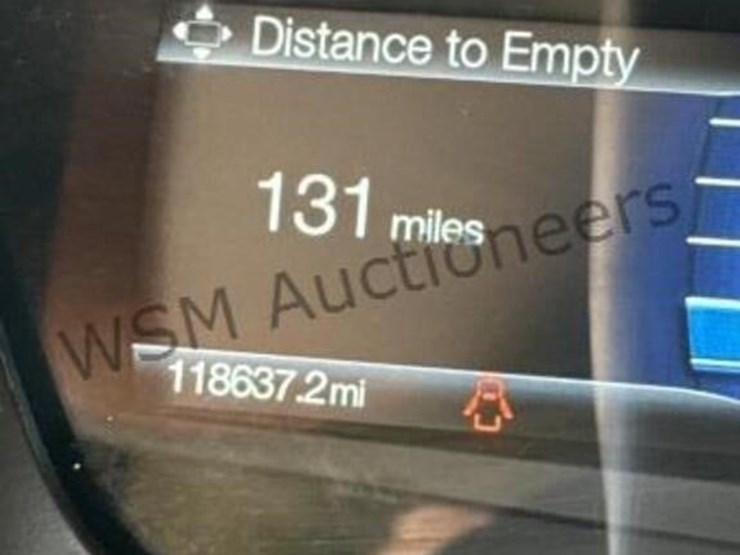 Distance to Empty
131 miles
WSM Auctioneers
118637.2mi